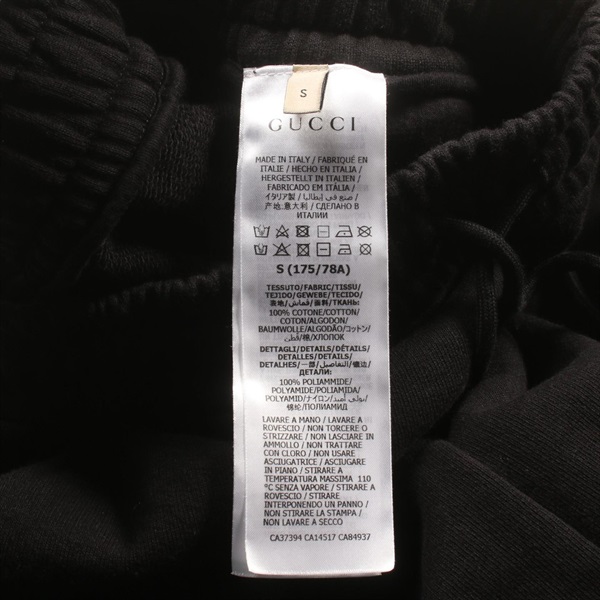 S
GUCCI
MADE IN ITALY / FABRIQUÉ EN
ITALIE / HECHO EN ITALIA /
HERGESTELLT IN ITALIEN /
FABRICADO EM ITÁLIA /
イタリア製 / صنع في إيطاليا /
产地:意大利 / СДЕЛАНО В
ИТАЛИИ
S (175/78A)
TESSUTO/FABRIC/TISSU/
TEJIDO/GEWEBE/TECIDO/
表地/قماش/面料/ТКАНЬ:
100% COTONE/COTTON/
COTON/ALGODON/
BAUMWOLLE/ALGODÃO/コットン/
قطن/棉/ХЛОПОК
DETTAGLI/DETAILS/DÉTAILS/
DETALLES/DETAILS/
DETALHES/詳細/التفاصيل/镶边/
ДЕТАЛИ:
100% POLIAMMIDE/
POLYAMIDE/POLIAMIDA/
POLYAMID/ナイロン/بولي أميد/
锦纶/ПОЛИАМИД
LAVARE A MANO / LAVARE A
ROVESCIO / NON TORCERE O
STRIZZARE / NON LASCIARE IN
AMMOLLO / NON TRATTARE
CON CLORO / NON USARE
ASCIUGATRICE / ASCIUGARE
IN PIANO / STIRARE A
TEMPERATURA MASSIMA 110
°C SENZA VAPORE / STIRARE A
ROVESCIO / STIRARE
INTERPONENDO UN PANNO /
NON STIRARE LA STAMPA /
NON LAVARE A SECCO
CA37394 CA14517 CA84937